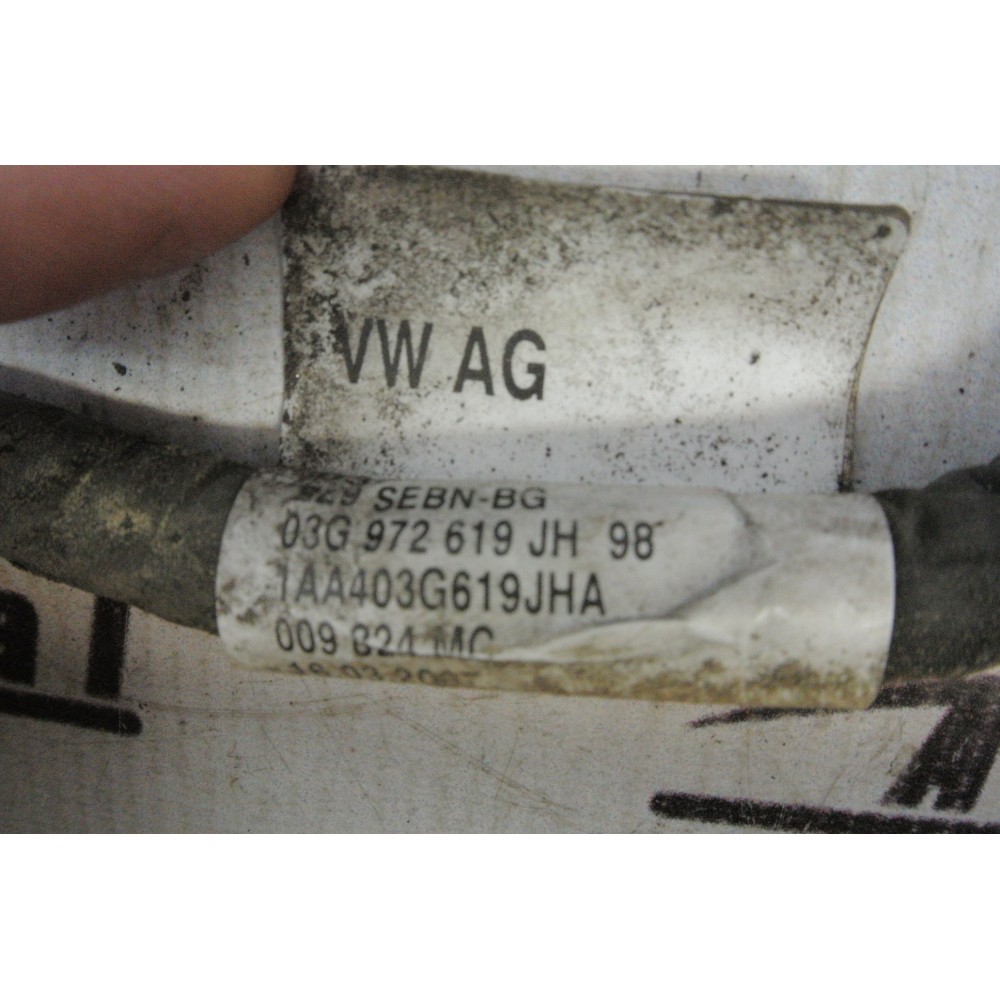 VW AG
SEBN-BG
03G 972 619 JH 98
1AA403G619JHA
009 824 MC